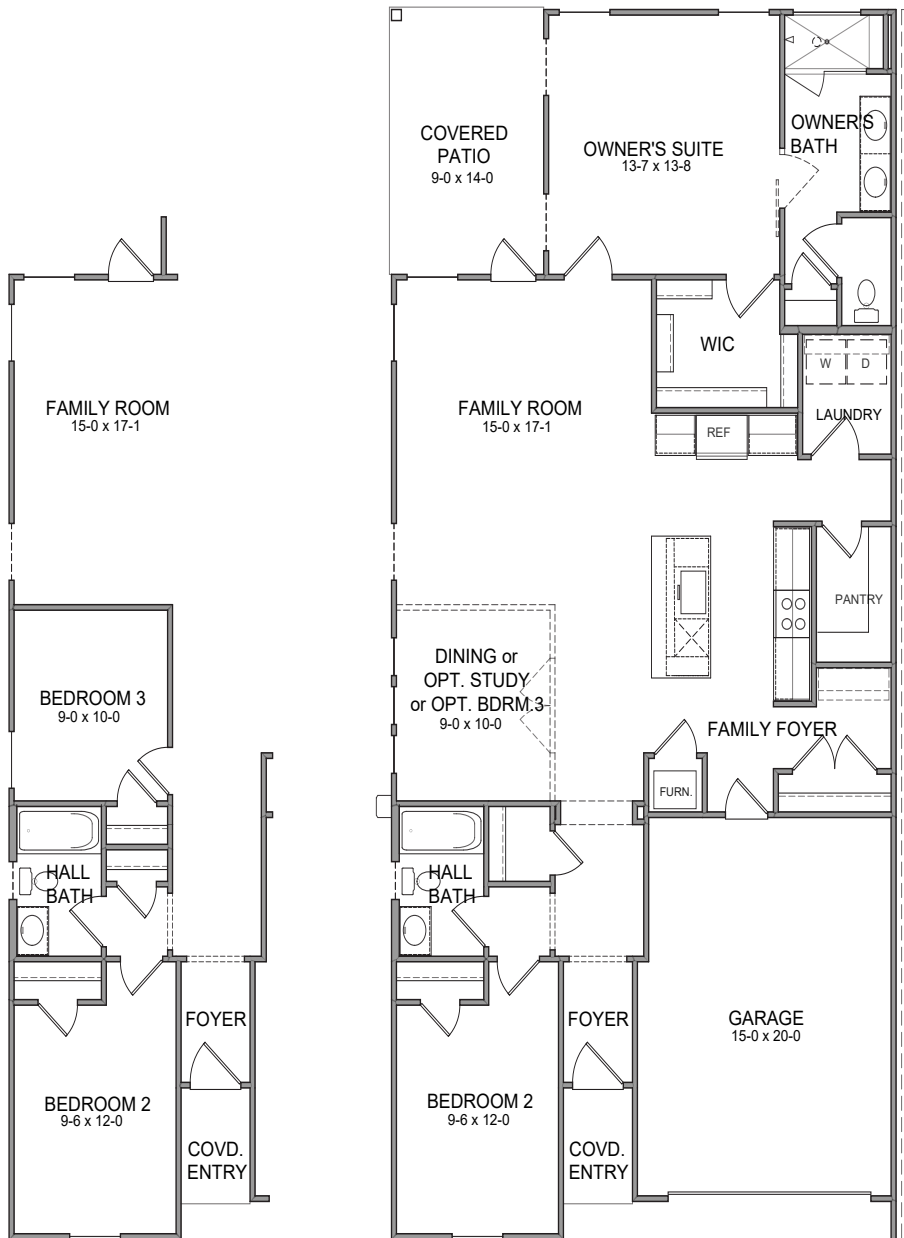 FAMILY ROOM
15-0 x 17-1
BEDROOM 3
9-0 x 10-0
HALL
BATH
FOYER
BEDROOM 2
9-6 x 12-0
COVD.
ENTRY
COVERED
PATIO
9-0 x 14-0
OWNER'S SUITE
13-7 x 13-8
OWNER'S
BATH
WIC
W
D
LAUNDRY
FAMILY ROOM
15-0 x 17-1
REF
PANTRY
DINING or
OPT. STUDY
or OPT. BDRM.3
9-0 x 10-0
FAMILY FOYER
FURN.
HALL
BATH
FOYER
GARAGE
15-0 x 20-0
BEDROOM 2
9-6 x 12-0
COVD.
ENTRY